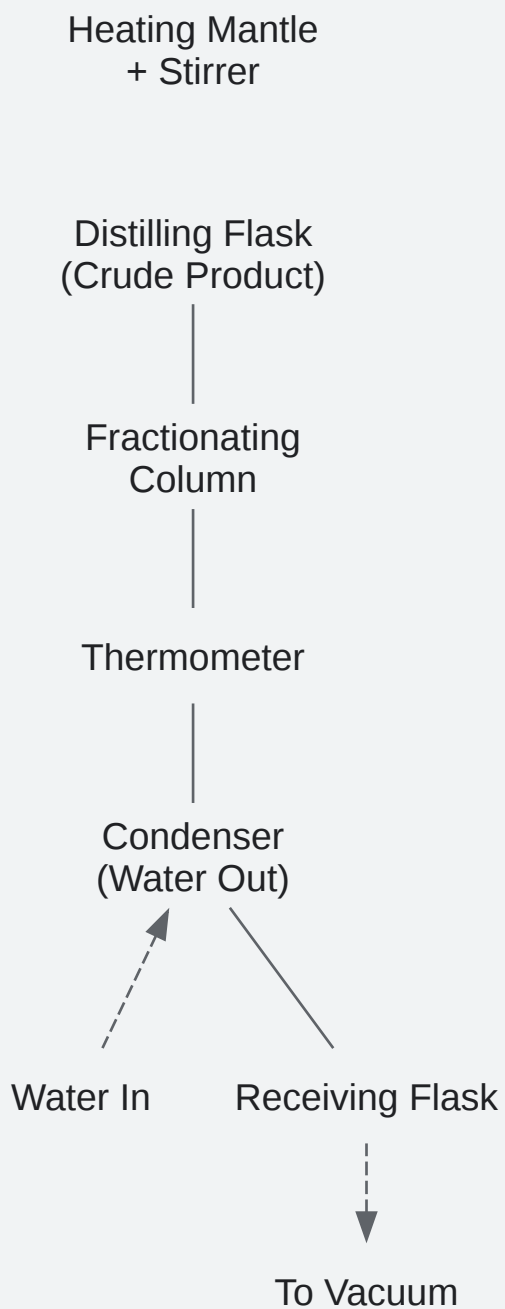 Heating Mantle
+ Stirrer
Distilling Flask
(Crude Product)
Fractionating
Column
Thermometer
Condenser
(Water Out)
Water In
Receiving Flask
To Vacuum